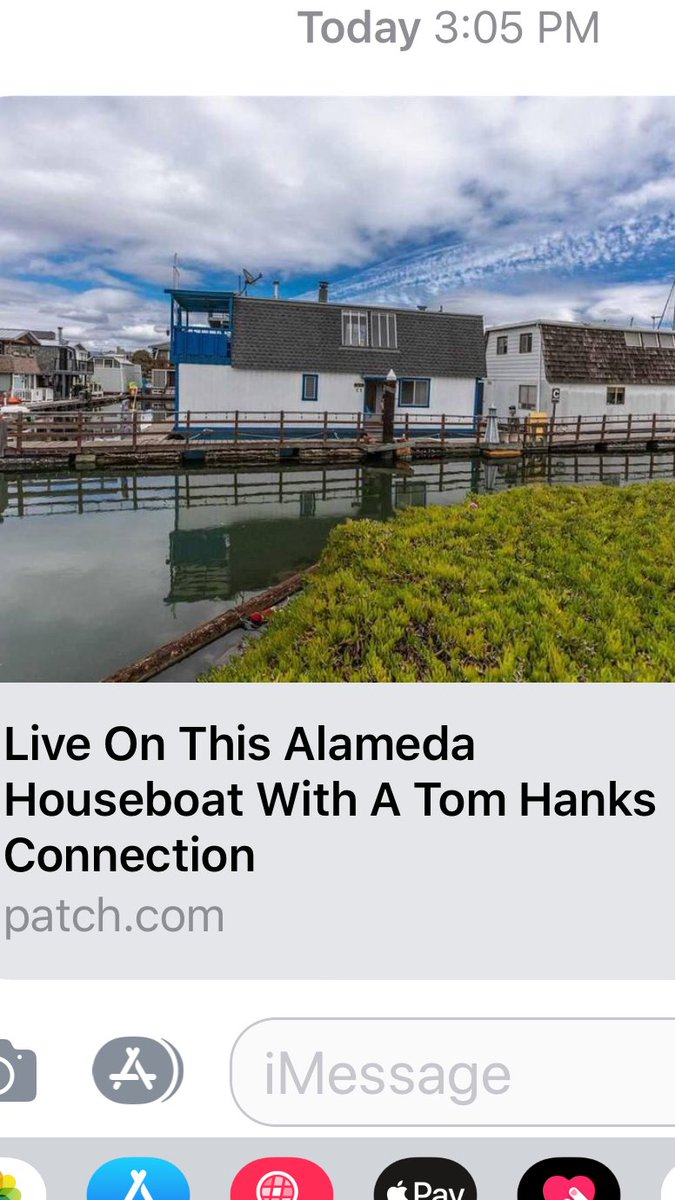 Today 3:05 PM
C
Live On This Alameda
Houseboat With A Tom Hanks
Connection
patch.com
iMessage
Pay